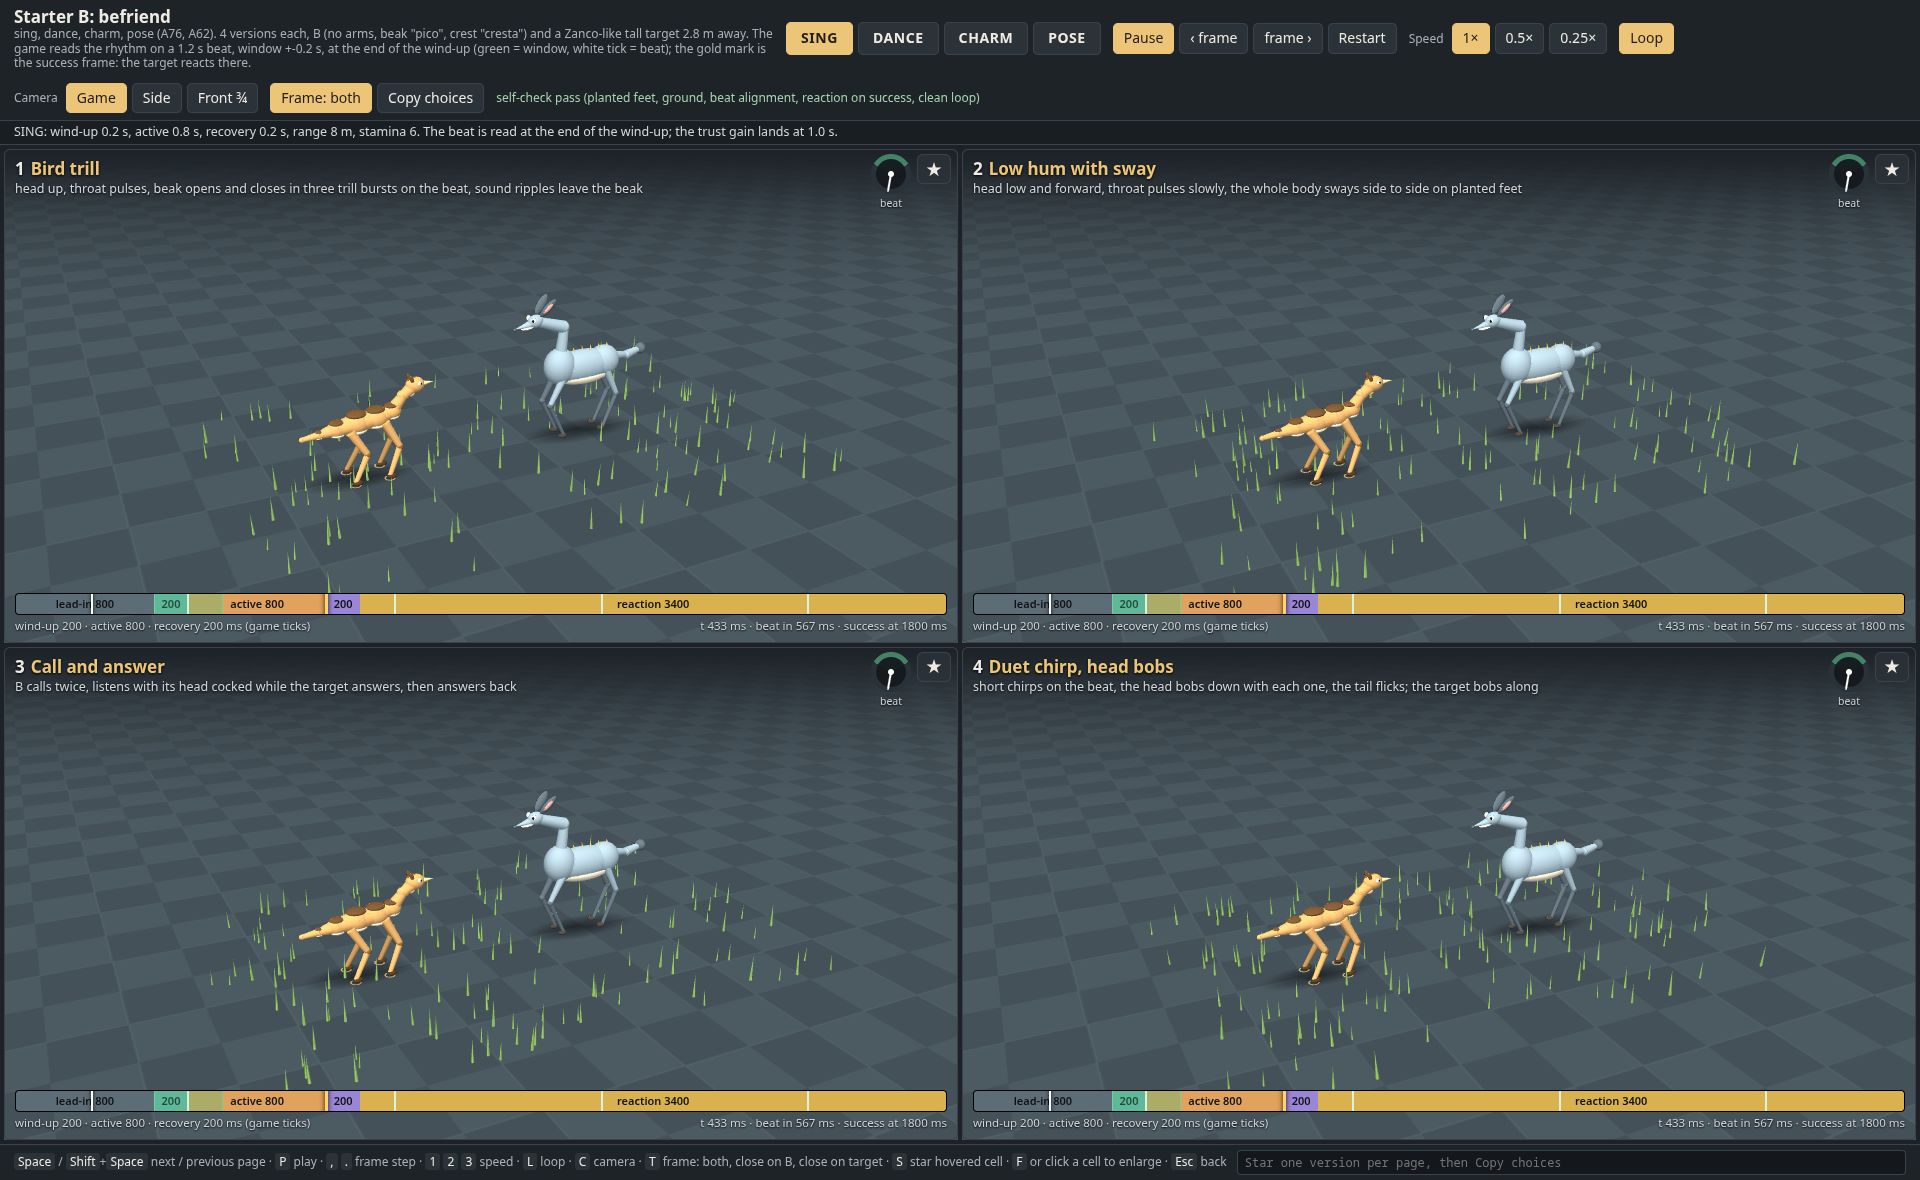 Starter B: befriend
sing, dance, charm, pose (A76, A62). 4 versions each, B (no arms, beak "pico", crest "cresta") and a Zanco-like tall target 2.8 m away. The
game reads the rhythm on a 1.2 s beat, window +-0.2 s, at the end of the wind-up (green = window, white tick = beat); the gold mark is
the success frame: the target reacts there.
SING DANCE CHARM POSE Pause ‹ frame frame › Restart Speed 1× 0.5× 0.25× Loop
Camera Game Side Front ¾ Frame: both Copy choices self-check pass (planted feet, ground, beat alignment, reaction on success, clean loop)
SING: wind-up 0.2 s, active 0.8 s, recovery 0.2 s, range 8 m, stamina 6. The beat is read at the end of the wind-up; the trust gain lands at 1.0 s.
1 Bird trill ★
head up, throat pulses, beak opens and closes in three trill bursts on the beat, sound ripples leave the beak
beat
lead-in 800 200 active 800 200 reaction 3400
wind-up 200 · active 800 · recovery 200 ms (game ticks) t 433 ms · beat in 567 ms · success at 1800 ms
2 Low hum with sway ★
head low and forward, throat pulses slowly, the whole body sways side to side on planted feet
beat
lead-in 800 200 active 800 200 reaction 3400
wind-up 200 · active 800 · recovery 200 ms (game ticks) t 433 ms · beat in 567 ms · success at 1800 ms
3 Call and answer ★
B calls twice, listens with its head cocked while the target answers, then answers back
beat
lead-in 800 200 active 800 200 reaction 3400
wind-up 200 · active 800 · recovery 200 ms (game ticks) t 433 ms · beat in 567 ms · success at 1800 ms
4 Duet chirp, head bobs ★
short chirps on the beat, the head bobs down with each one, the tail flicks; the target bobs along
beat
lead-in 800 200 active 800 200 reaction 3400
wind-up 200 · active 800 · recovery 200 ms (game ticks) t 433 ms · beat in 567 ms · success at 1800 ms
Space / Shift + Space next / previous page · P play · , . frame step · 1 2 3 speed · L loop · C camera · T frame: both, close on B, close on target · S star hovered cell · F or click a cell to enlarge · Esc back Star one version per page, then Copy choices